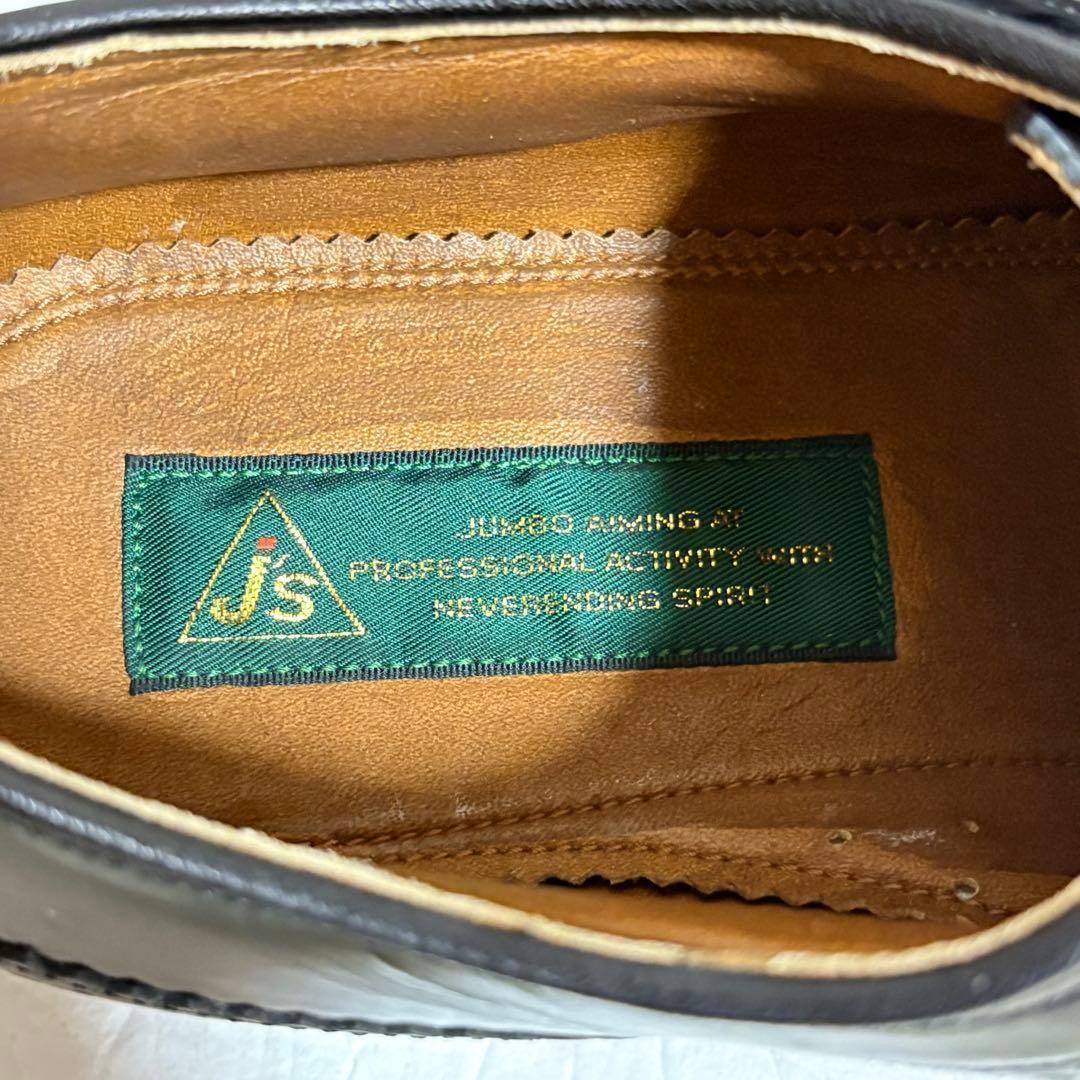 J's
JUMBO AIMING AT
PROFESSIONAL ACTIVITY WITH
NEVERENDING SPIRIT